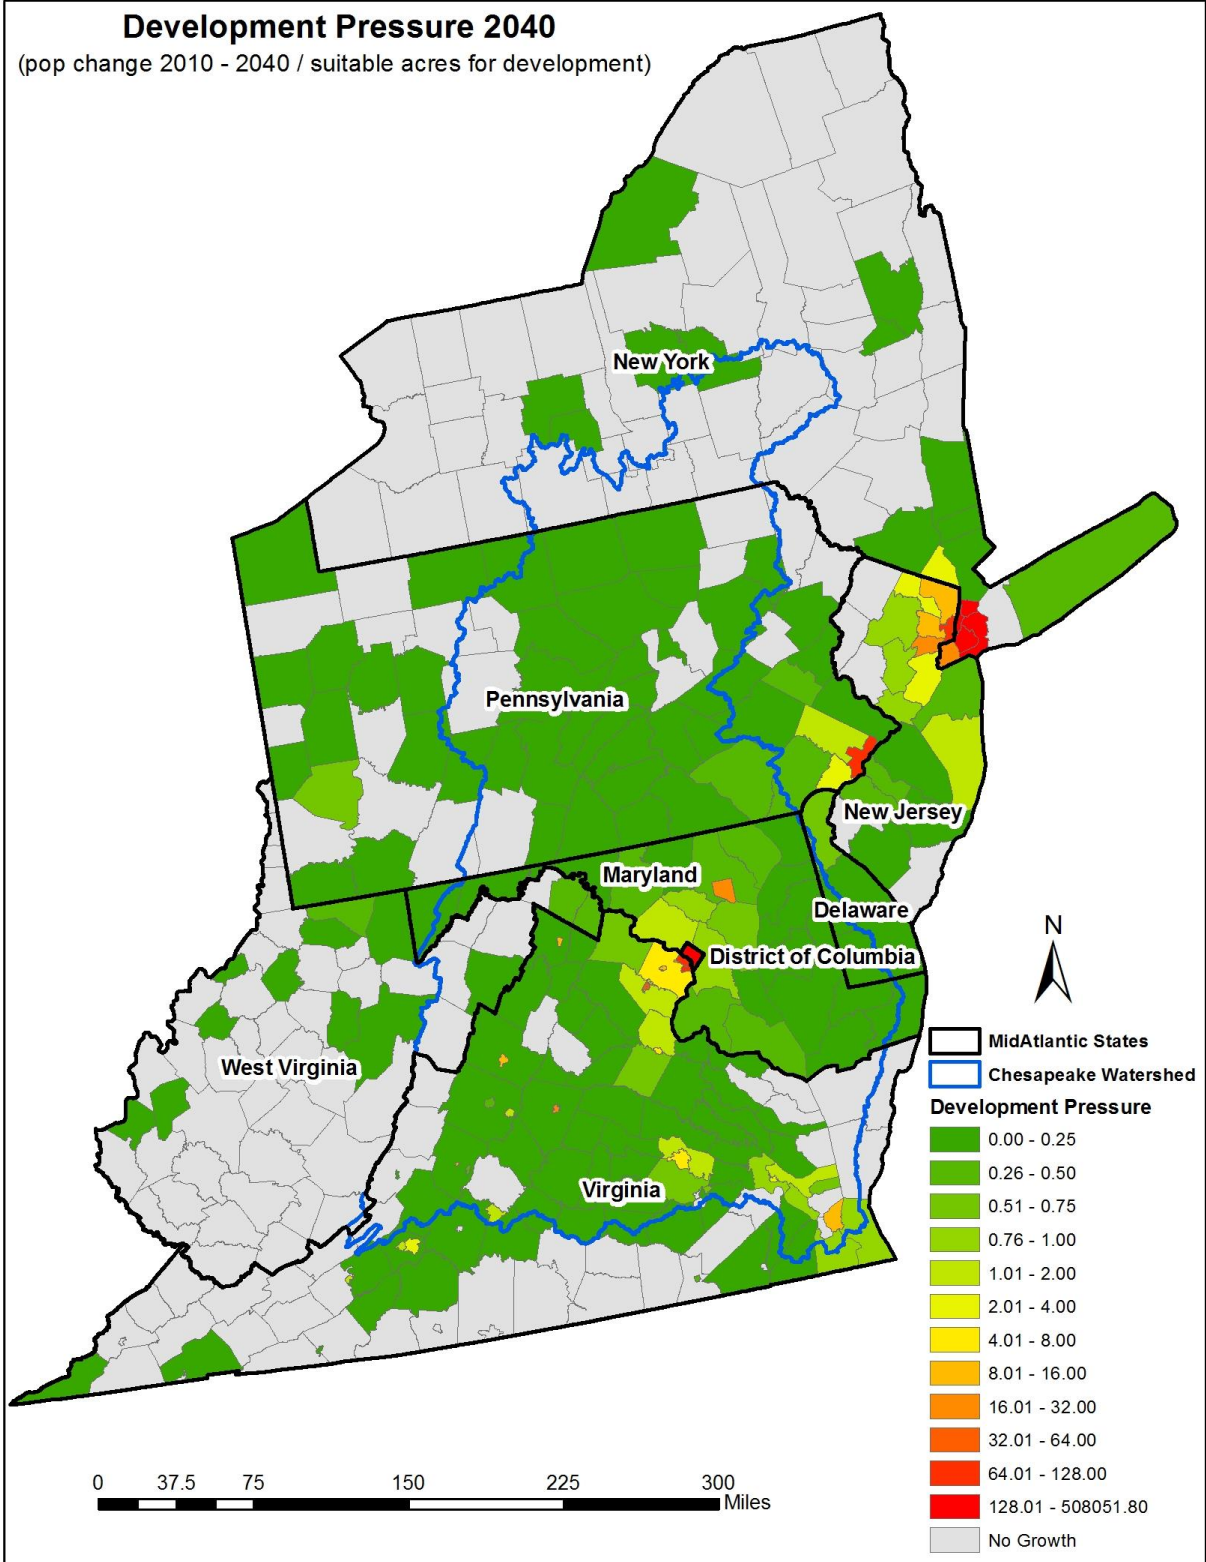 Development Pressure 2040
(pop change 2010 - 2040 / suitable acres for development)
New York
Pennsylvania
New Jersey
Maryland
Delaware
District of Columbia
West Virginia
Virginia
N
MidAtlantic States
Chesapeake Watershed
Development Pressure
0.00 - 0.25
0.26 - 0.50
0.51 - 0.75
0.76 - 1.00
1.01 - 2.00
2.01 - 4.00
4.01 - 8.00
8.01 - 16.00
16.01 - 32.00
32.01 - 64.00
64.01 - 128.00
128.01 - 508051.80
No Growth
0 37.5 75 150 225 300
Miles